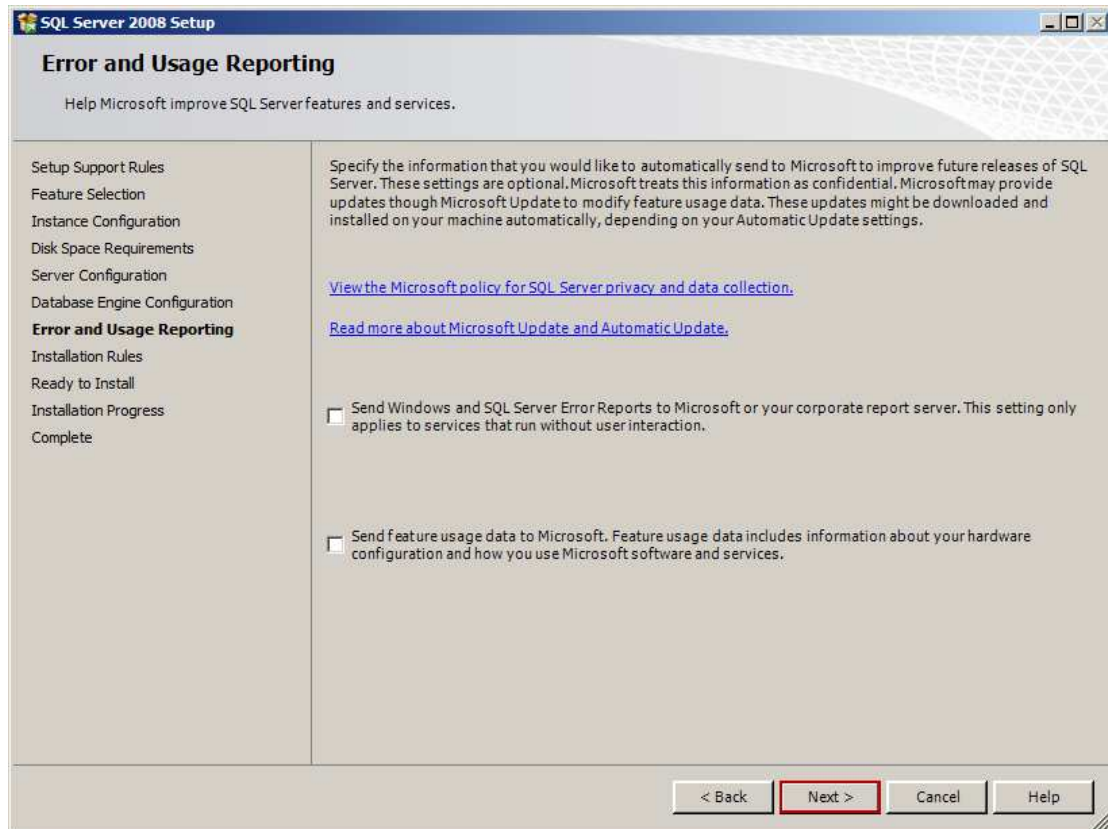 SQL Server 2008 Setup
Error and Usage Reporting
Help Microsoft improve SQL Server features and services.
Setup Support Rules
Feature Selection
Instance Configuration
Disk Space Requirements
Server Configuration
Database Engine Configuration
Error and Usage Reporting
Installation Rules
Ready to Install
Installation Progress
Complete
Specify the information that you would like to automatically send to Microsoft to improve future releases of SQL
Server. These settings are optional. Microsoft treats this information as confidential. Microsoft may provide
updates though Microsoft Update to modify feature usage data. These updates might be downloaded and
installed on your machine automatically, depending on your Automatic Update settings.
View the Microsoft policy for SQL Server privacy and data collection.
Read more about Microsoft Update and Automatic Update.
Send Windows and SQL Server Error Reports to Microsoft or your corporate report server. This setting only
applies to services that run without user interaction.
Send feature usage data to Microsoft. Feature usage data includes information about your hardware
configuration and how you use Microsoft software and services.
< Back
Next >
Cancel
Help